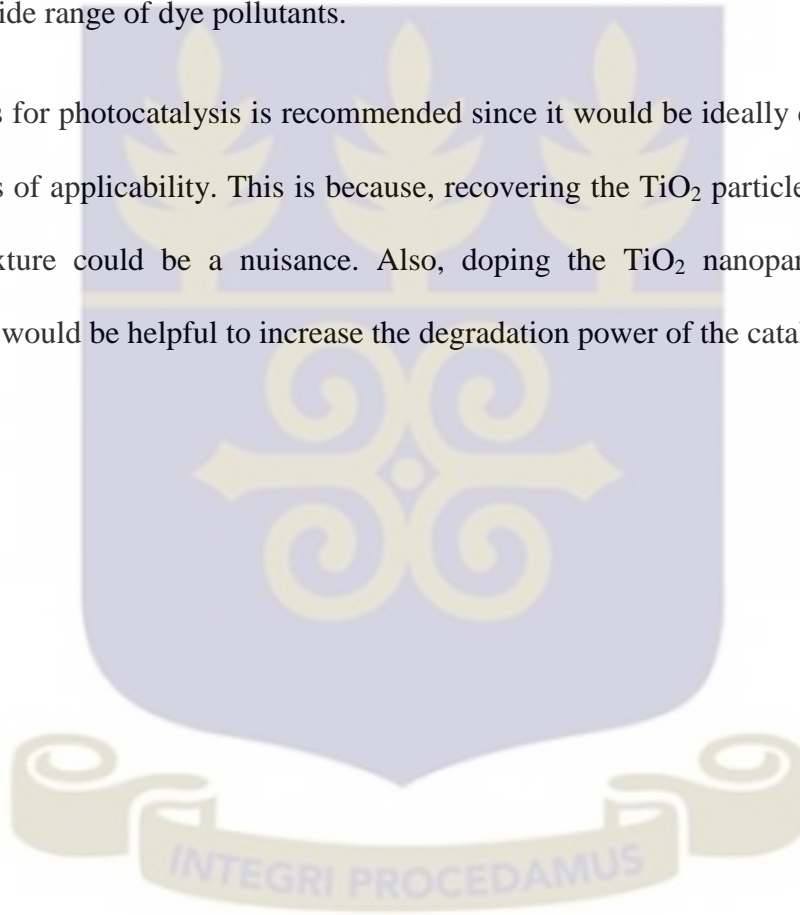 ide range of dye pollutants.
s for photocatalysis is recommended since it would be ideally
s of applicability. This is because, recovering the TiO₂ particle
xture could be a nuisance. Also, doping the TiO₂ nanopar
would be helpful to increase the degradation power of the cata
INTEGRI PROCEDAMUS